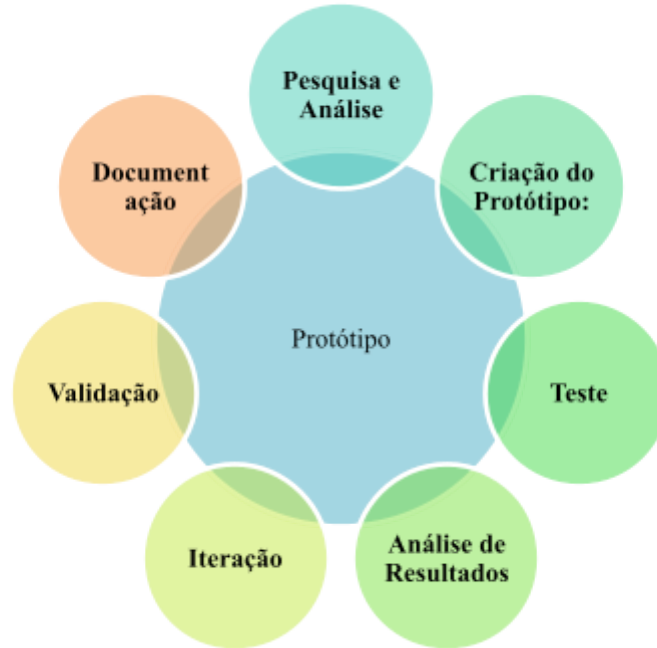 Pesquisa e
Análise
Criação do
Protótipo:
Teste
Análise de
Resultados
Iteração
Validação
Document
ação
Protótipo